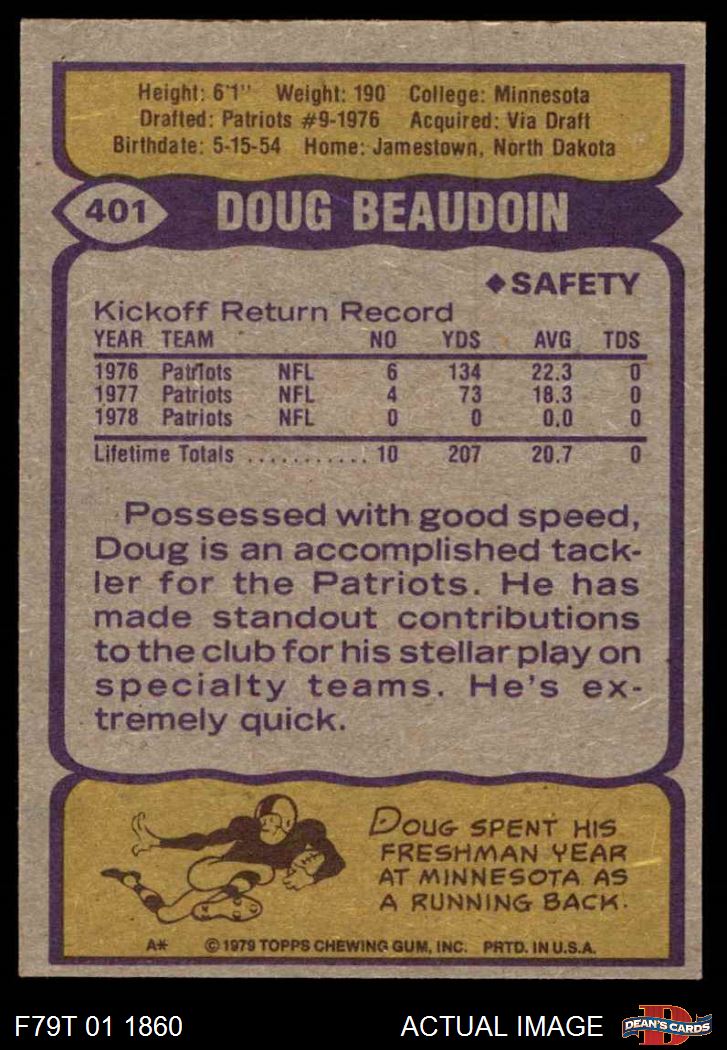 Height: 6'1" Weight: 190 College: Minnesota
Drafted: Patriots #9-1976 Acquired: Via Draft
Birthdate: 5-15-54 Home: Jamestown, North Dakota
401 DOUG BEAUDOIN
◆SAFETY
Kickoff Return Record
YEAR TEAM NO YDS AVG TDS
1976 Patriots NFL 6 134 22.3 0
1977 Patriots NFL 4 73 18.3 0
1978 Patriots NFL 0 0 0.0 0
Lifetime Totals ........... 10 207 20.7 0
Possessed with good speed,
Doug is an accomplished tack-
ler for the Patriots. He has
made standout contributions
to the club for his stellar play on
specialty teams. He's ex-
tremely quick.
DOUG SPENT HIS
FRESHMAN YEAR
AT MINNESOTA AS
A RUNNING BACK.
A* © 1979 TOPPS CHEWING GUM, INC. PRTD. IN U.S.A.
F79T 01 1860 ACTUAL IMAGE DEAN'S CARDS